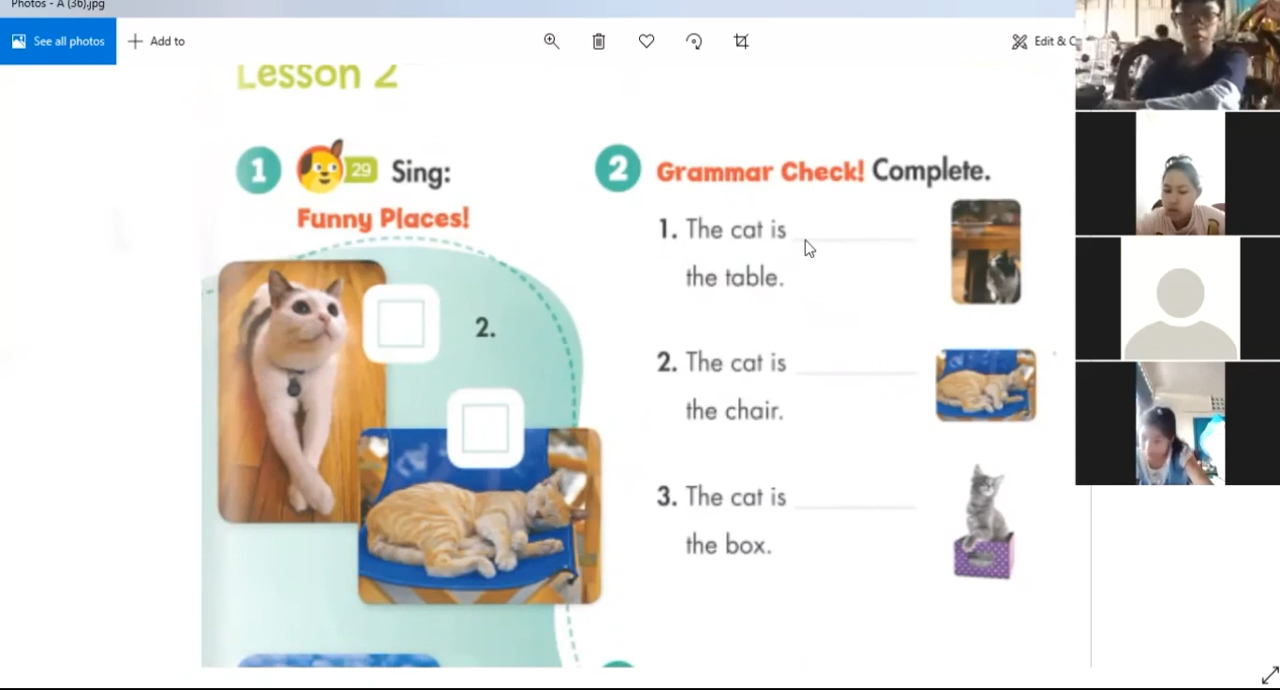 Photos - A (36).jpg
See all photos
Add to
Edit & C
Lesson 2
1 29 Sing:
Funny Places!
2.
2 Grammar Check! Complete.
1. The cat is
the table.
2. The cat is
the chair.
3. The cat is
the box.